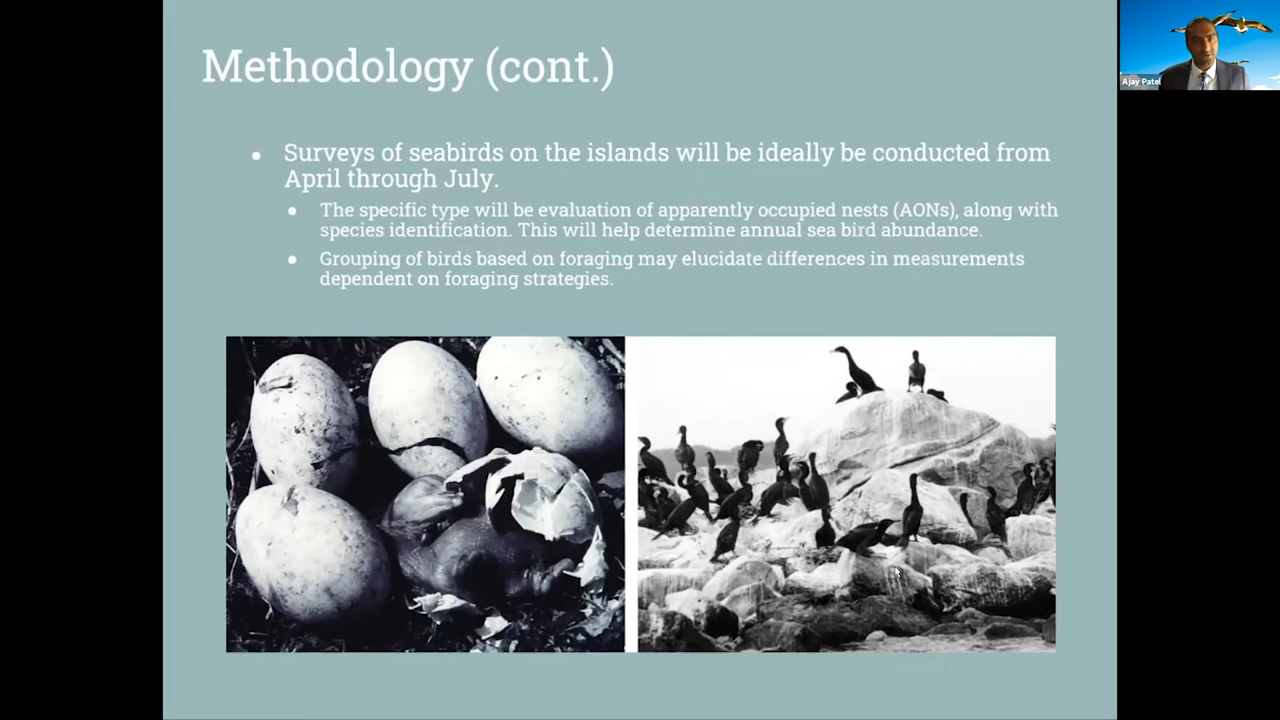 Methodology (cont.)
Ajay Patel
Surveys of seabirds on the islands will be ideally be conducted from
April through July.
The specific type will be evaluation of apparently occupied nests (AONs), along with
species identification. This will help determine annual sea bird abundance.
Grouping of birds based on foraging may elucidate differences in measurements
dependent on foraging strategies.